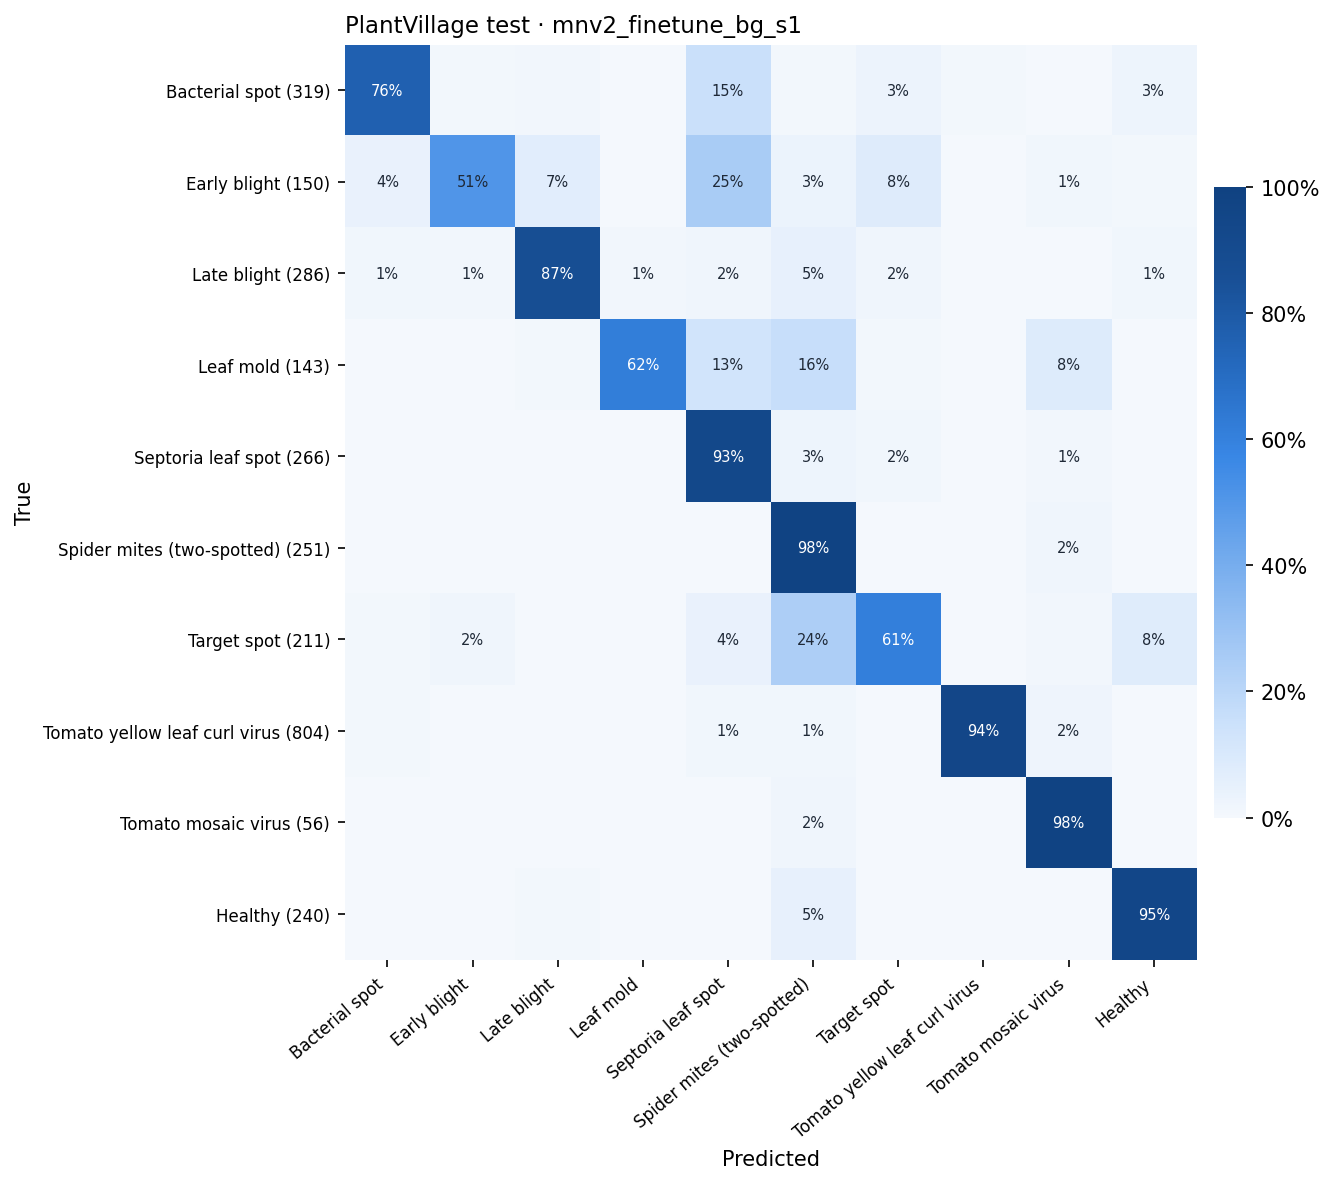 PlantVillage test · mnv2_finetune_bg_s1
Bacterial spot (319) 76% 15% 3% 3%
Early blight (150) 4% 51% 7% 25% 3% 8% 1%
Late blight (286) 1% 1% 87% 1% 2% 5% 2% 1%
Leaf mold (143) 62% 13% 16% 8%
Septoria leaf spot (266) 93% 3% 2% 1%
Spider mites (two-spotted) (251) 98% 2%
Target spot (211) 2% 4% 24% 61% 8%
Tomato yellow leaf curl virus (804) 1% 1% 94% 2%
Tomato mosaic virus (56) 2% 98%
Healthy (240) 5% 95%
True
Bacterial spot
Early blight
Late blight
Leaf mold
Septoria leaf spot
Spider mites (two-spotted)
Target spot
Tomato yellow leaf curl virus
Tomato mosaic virus
Healthy
Predicted
100%
80%
60%
40%
20%
0%